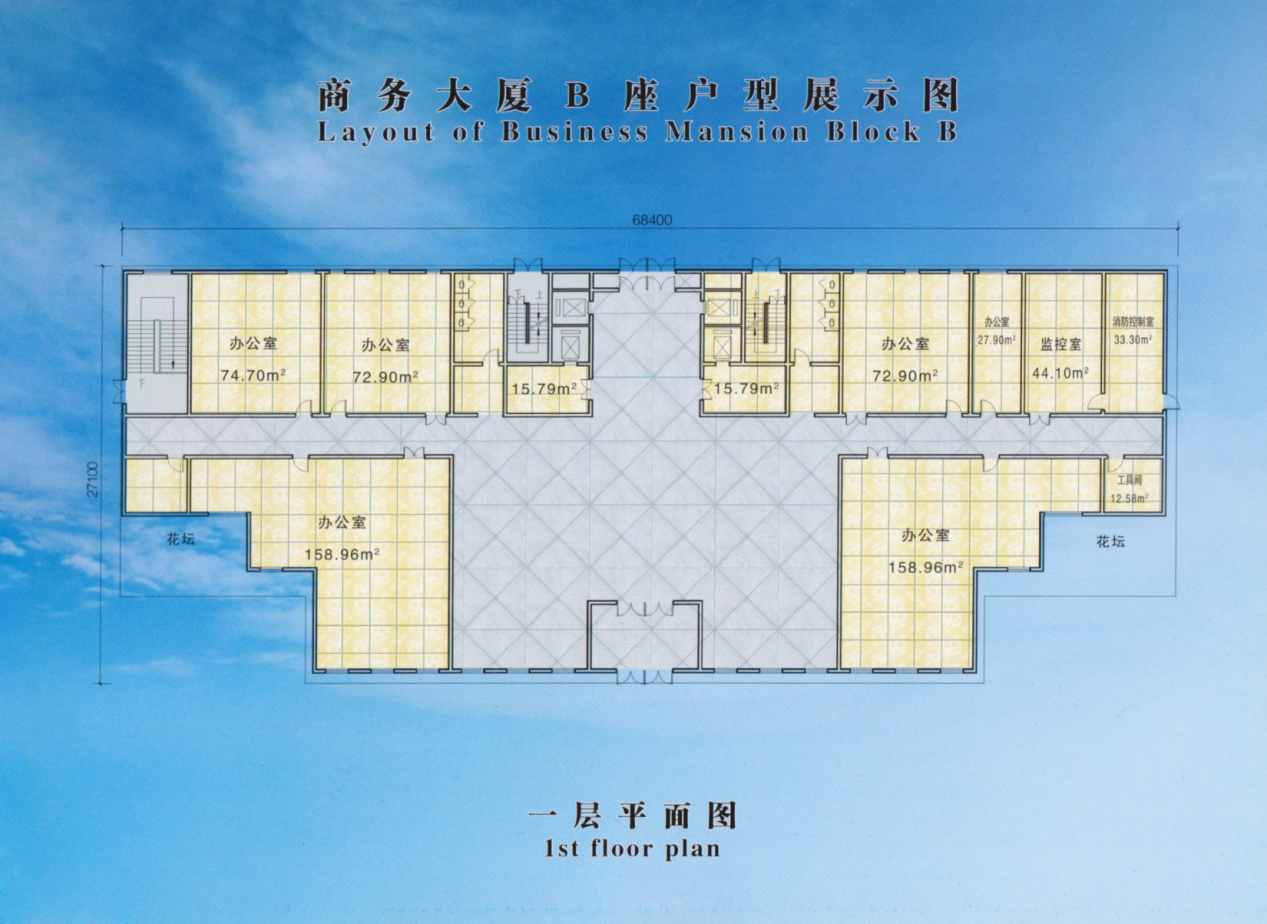 商务大厦B座户型展示图
Layout of Business Mansion Block B
68400
27100
办公室
74.70m²
办公室
72.90m²
下
下
上
15.79m²
下
上
15.79m²
办公室
72.90m²
办公室
27.90m²
监控室
44.10m²
消防控制室
33.30m²
办公室
158.96m²
花坛
办公室
158.96m²
工具间
12.58m²
花坛
一层平面图
1st floor plan